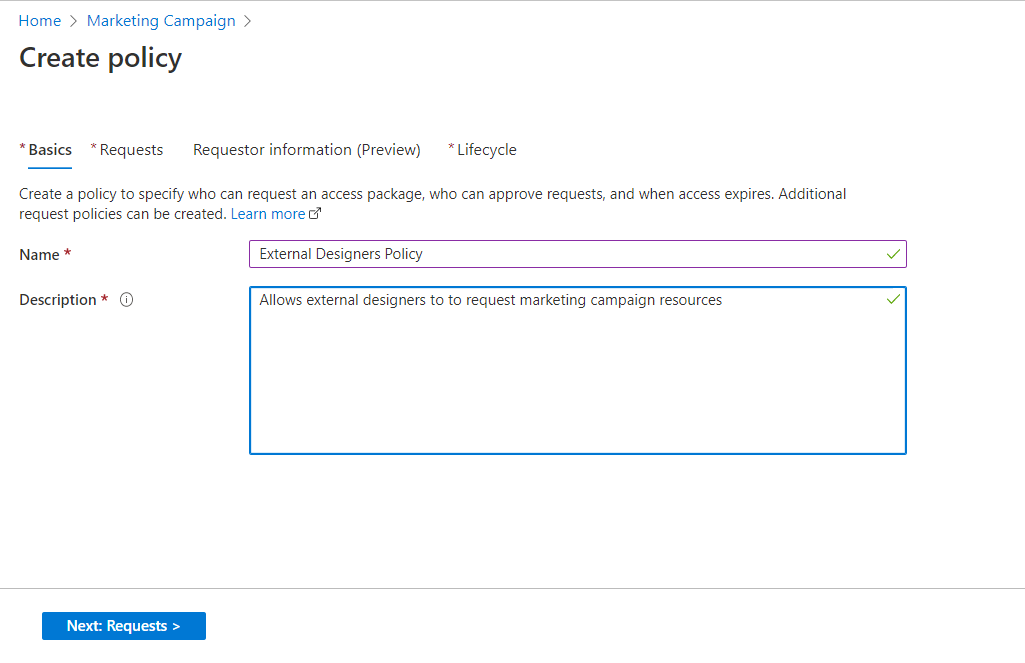 Home > Marketing Campaign >
Create policy
* Basics * Requests Requestor information (Preview) * Lifecycle
Create a policy to specify who can request an access package, who can approve requests, and when access expires. Additional
request policies can be created. Learn more
Name * External Designers Policy
Description * Allows external designers to to request marketing campaign resources
Next: Requests >